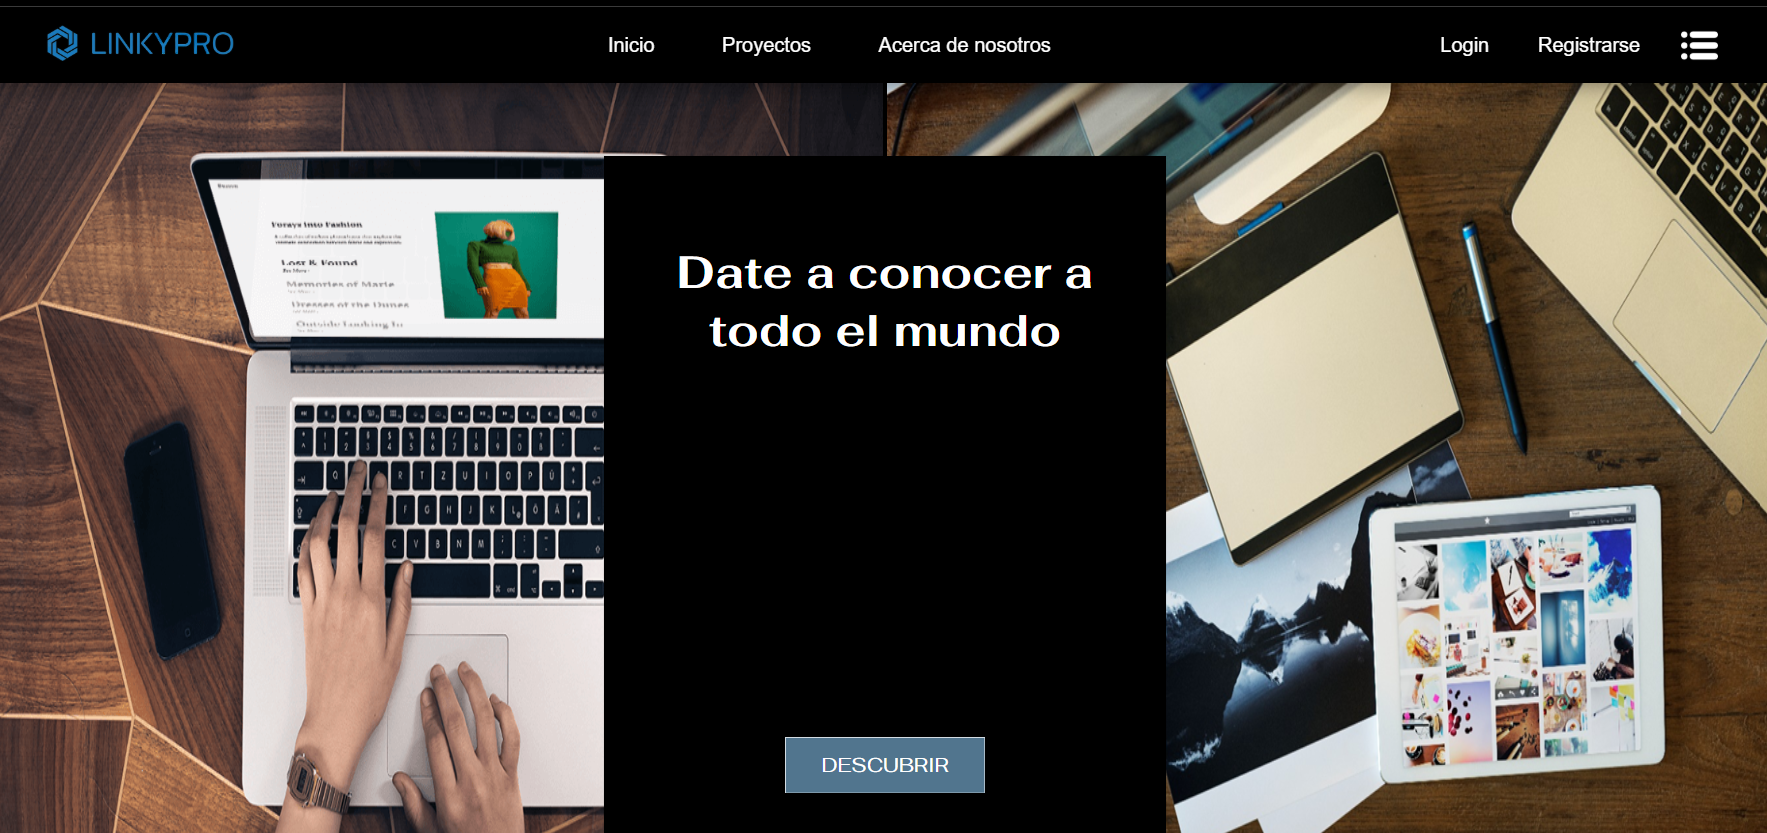 LINKYPRO
Inicio
Proyectos
Acerca de nosotros
Login
Registrarse
Forays Into Fashion
Lost & Found
Memories of Marie
Dresses of the Dunes
Outside Looking In
Date a conocer a
todo el mundo
DESCUBRIR